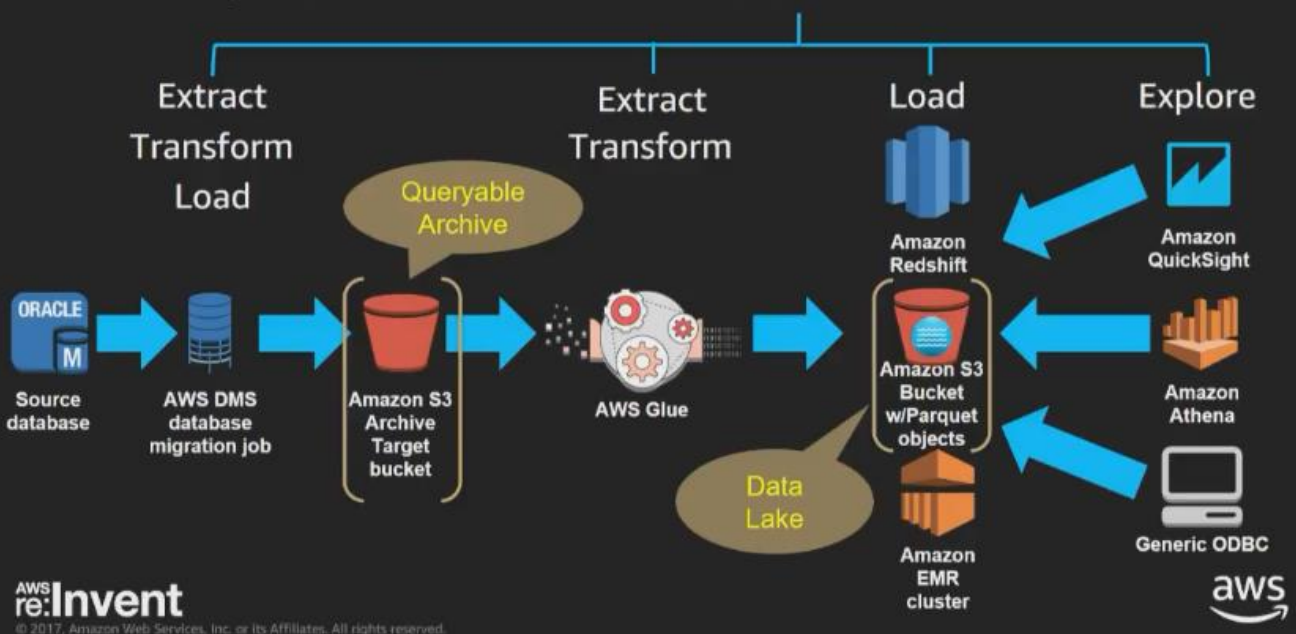 Extract
Transform
Load
Extract
Transform
Load
Explore
Queryable
Archive
Amazon
Redshift
Amazon
QuickSight
ORACLE
M
Source
database
AWS DMS
database
migration job
Amazon S3
Archive
Target
bucket
AWS Glue
Amazon S3
Bucket
w/Parquet
objects
Amazon
Athena
Data
Lake
Amazon
EMR
cluster
Generic ODBC
AWS
re:Invent
© 2017, Amazon Web Services, Inc. or its Affiliates. All rights reserved.
aws